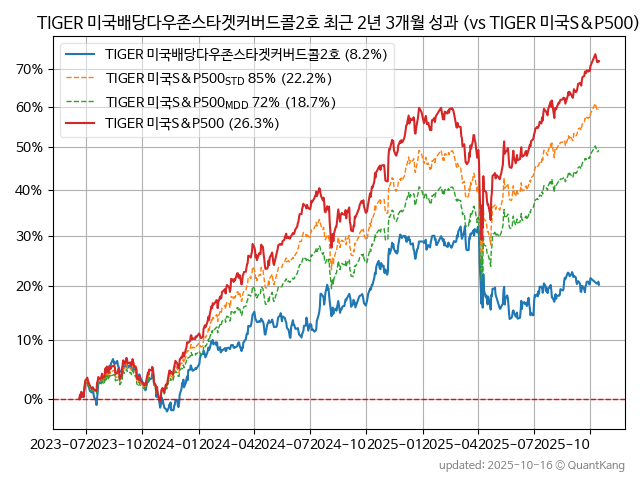 TIGER 미국배당다우존스타겟커버드콜2호 최근 2년 3개월 성과 (vs TIGER 미국S&P500)
TIGER 미국배당다우존스타겟커버드콜2호 (8.2%)
TIGER 미국S&P500STD 85% (22.2%)
TIGER 미국S&P500MDD 72% (18.7%)
TIGER 미국S&P500 (26.3%)
70%
60%
50%
40%
30%
20%
10%
0%
2023-07 2023-10 2024-01 2024-04 2024-07 2024-10 2025-01 2025-04 2025-07 2025-10
updated: 2025-10-16 © QuantKang